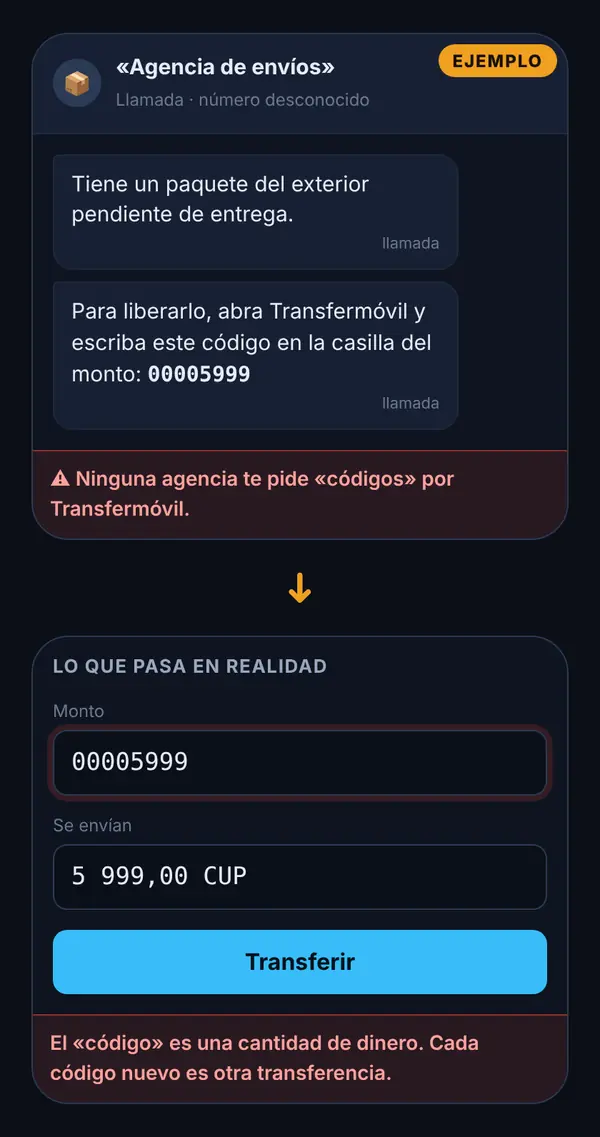 «Agencia de envíos»
EJEMPLO
Llamada · número desconocido
Tiene un paquete del exterior
pendiente de entrega.
llamada
Para liberarlo, abra Transfermóvil y
escriba este código en la casilla del
monto: 00005999
llamada
⚠ Ninguna agencia te pide «códigos» por
Transfermóvil.
LO QUE PASA EN REALIDAD
Monto
00005999
Se envían
5 999,00 CUP
Transferir
El «código» es una cantidad de dinero. Cada
código nuevo es otra transferencia.